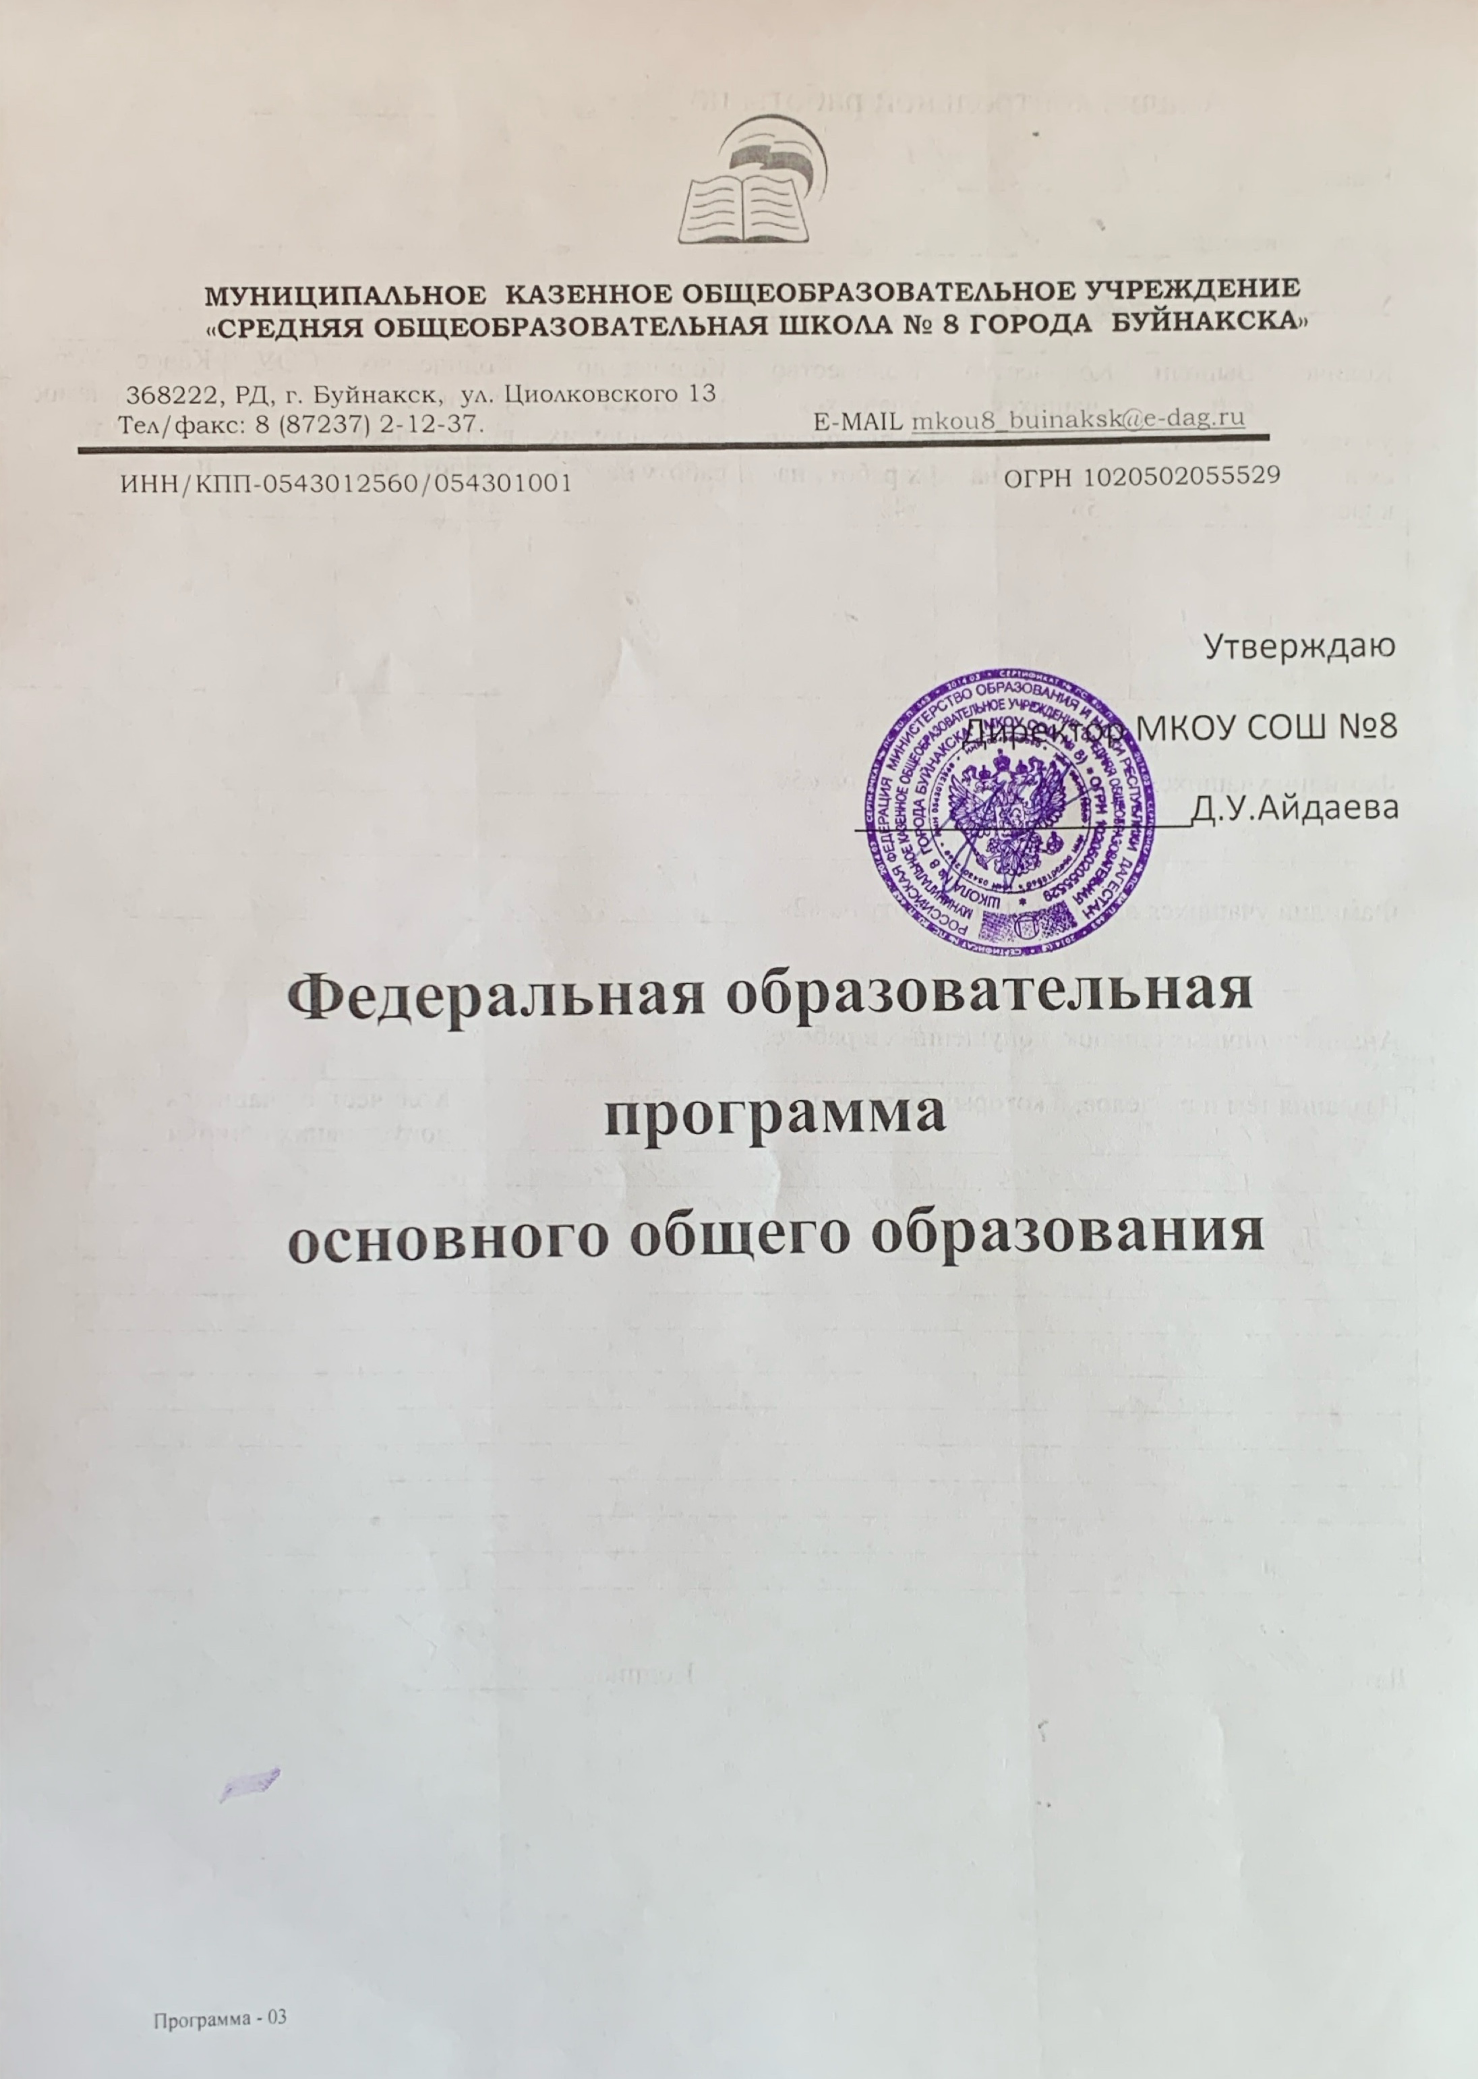 МУНИЦИПАЛЬНОЕ КАЗЕННОЕ ОБЩЕОБРАЗОВАТЕЛЬНОЕ УЧРЕЖДЕНИЕ
«СРЕДНЯЯ ОБЩЕОБРАЗОВАТЕЛЬНАЯ ШКОЛА № 8 ГОРОДА БУЙНАКСКА»
368222, РД, г. Буйнакск, ул. Циолковского 13
Тел/факс: 8 (87237) 2-12-37. E-MAIL mkou8_buinaksk@e-dag.ru
ИНН/КПП-0543012560/054301001 ОГРН 1020502055529
Утверждаю
Директор МКОУ СОШ №8
Д.У.Айдаева
Федеральная образовательная
программа
основного общего образования
Программа - 03